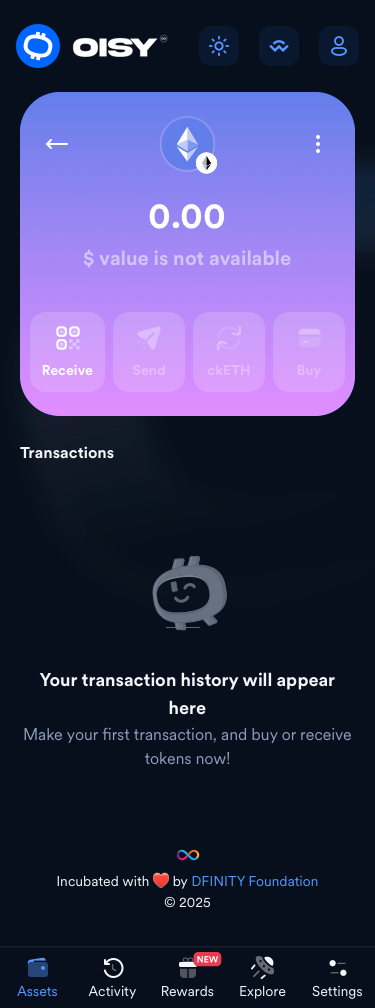 OISY
0.00
$ value is not available
Receive
Send
ckETH
Buy
Transactions
Your transaction history will appear
here
Make your first transaction, and buy or receive
tokens now!
Incubated with ❤️ by DFINITY Foundation
© 2025
NEW
Assets
Activity
Rewards
Explore
Settings